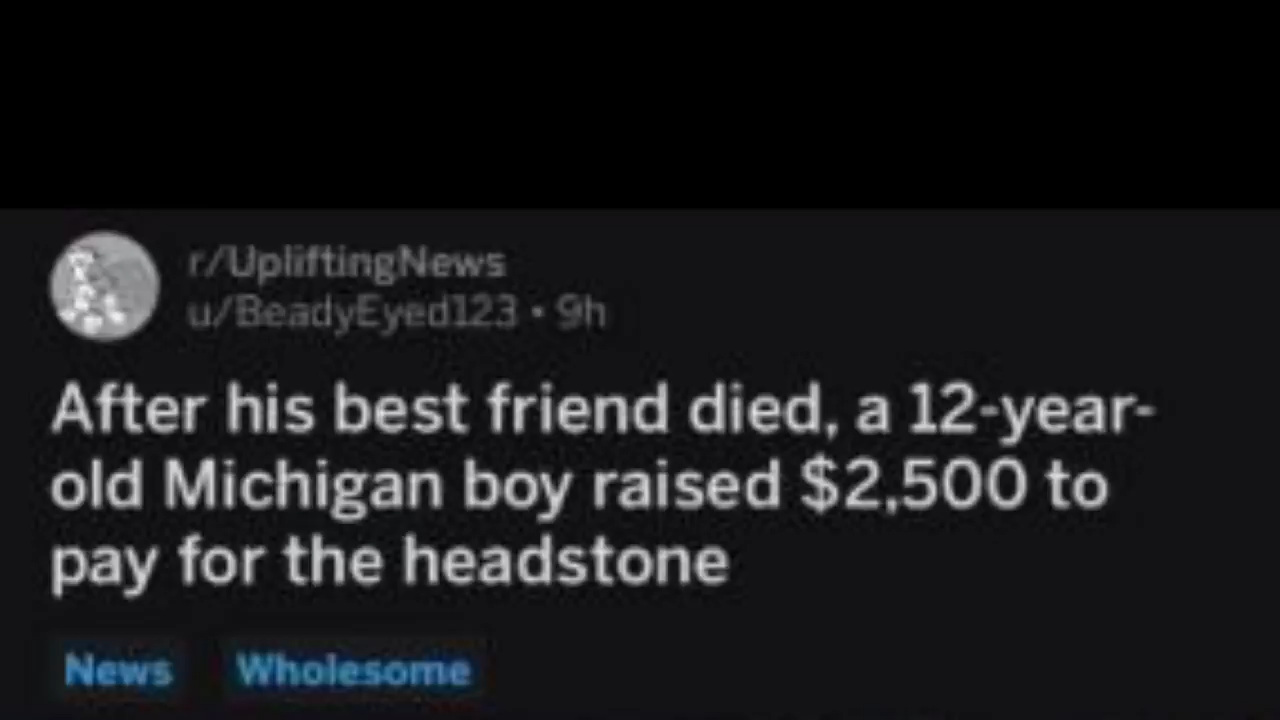 r/UpliftingNews
u/BeadyEyed123 • 9h
After his best friend died, a 12-year-
old Michigan boy raised $2,500 to
pay for the headstone
News Wholesome